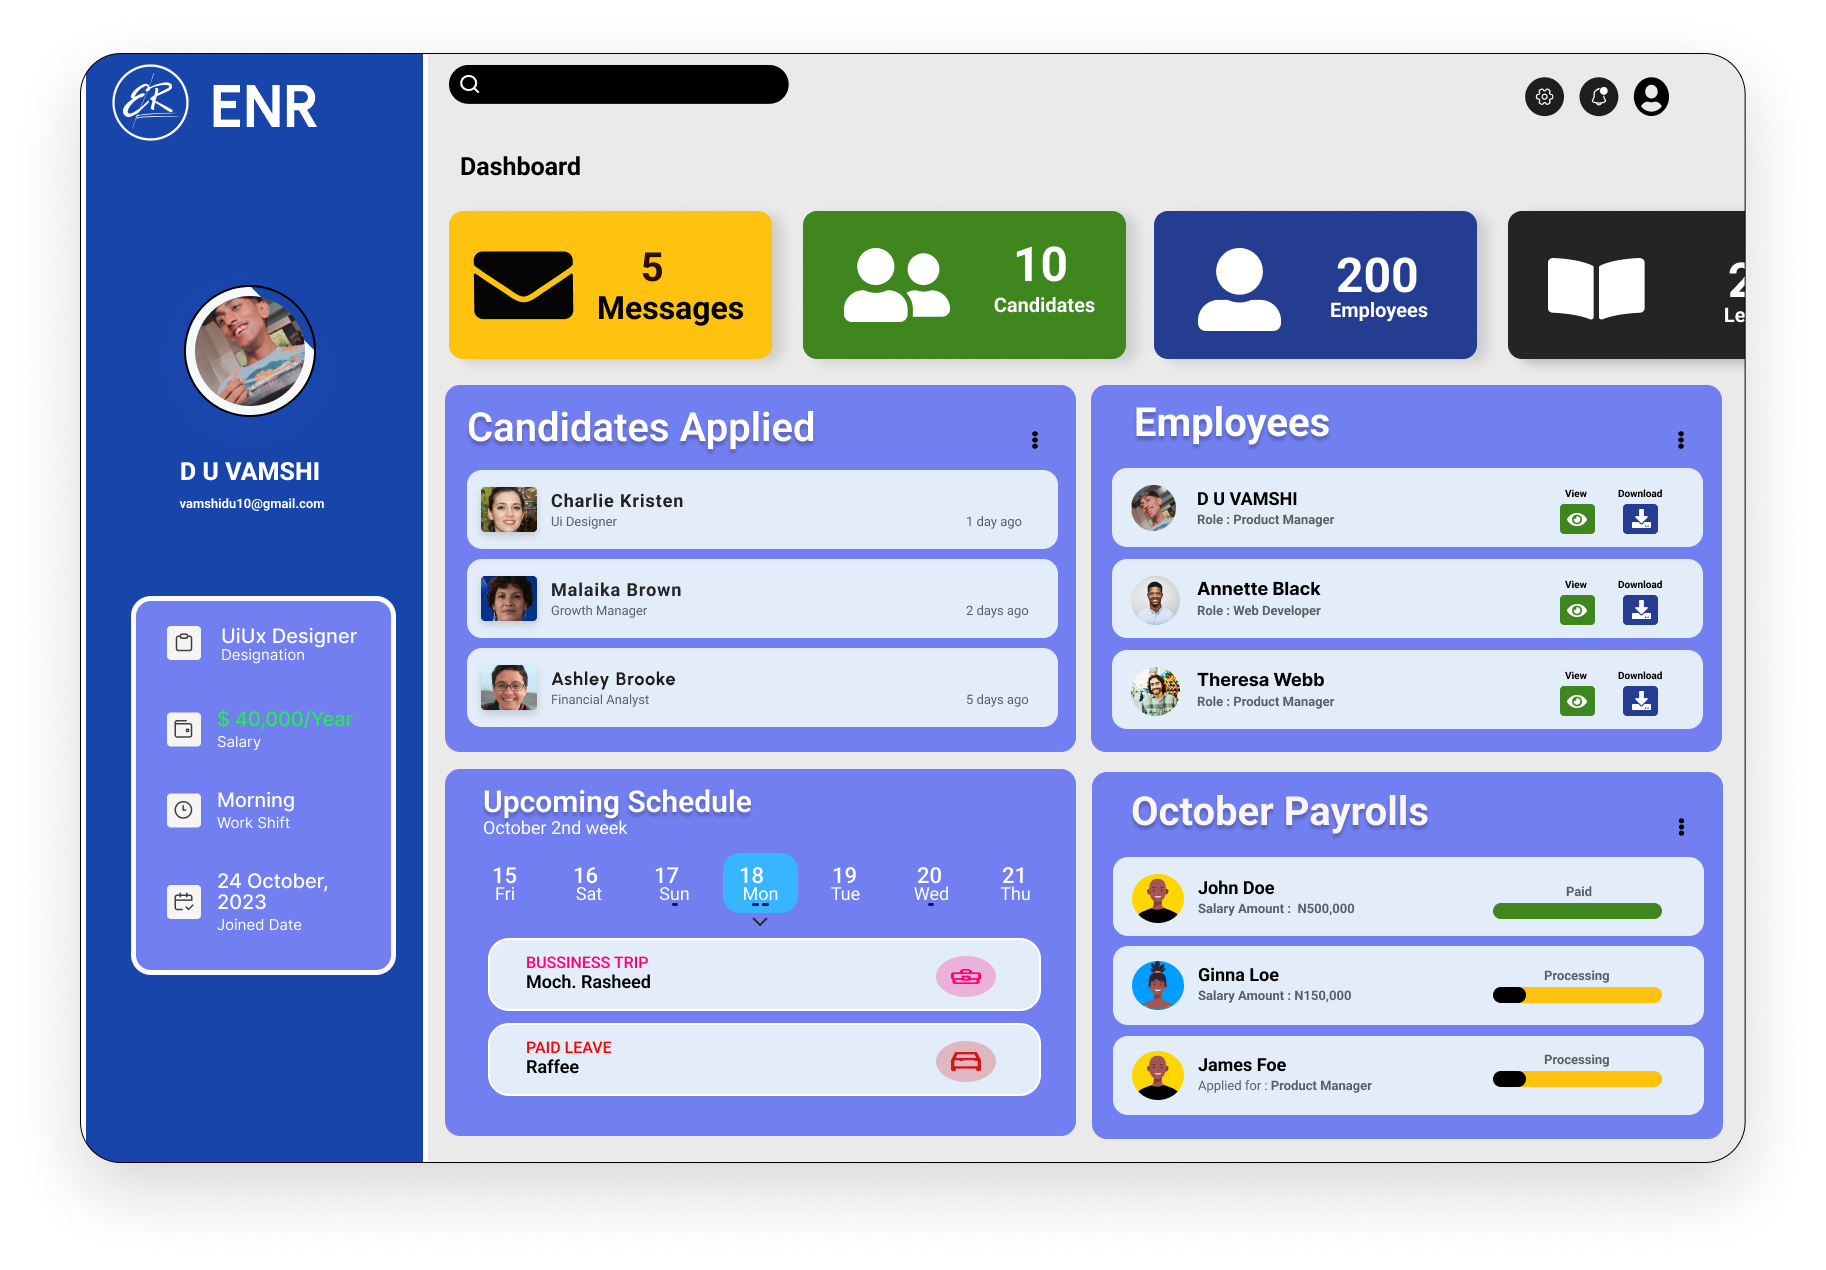 ER
ENR
D U VAMSHI
vamshidu10@gmail.com
UiUx Designer
Designation
$ 40,000/Year
Salary
Morning
Work Shift
24 October,
2023
Joined Date
Dashboard
5
Messages
10
Candidates
200
Employees
2
Le
Candidates Applied
Charlie Kristen
Ui Designer
1 day ago
Malaika Brown
Growth Manager
2 days ago
Ashley Brooke
Financial Analyst
5 days ago
Employees
D U VAMSHI
Role : Product Manager
View
Download
Annette Black
Role : Web Developer
View
Download
Theresa Webb
Role : Product Manager
View
Download
Upcoming Schedule
October 2nd week
15 16 17 18 19 20 21
Fri Sat Sun Mon Tue Wed Thu
BUSSINESS TRIP
Moch. Rasheed
PAID LEAVE
Raffee
October Payrolls
John Doe
Salary Amount : N500,000
Paid
Ginna Loe
Salary Amount : N150,000
Processing
James Foe
Applied for : Product Manager
Processing